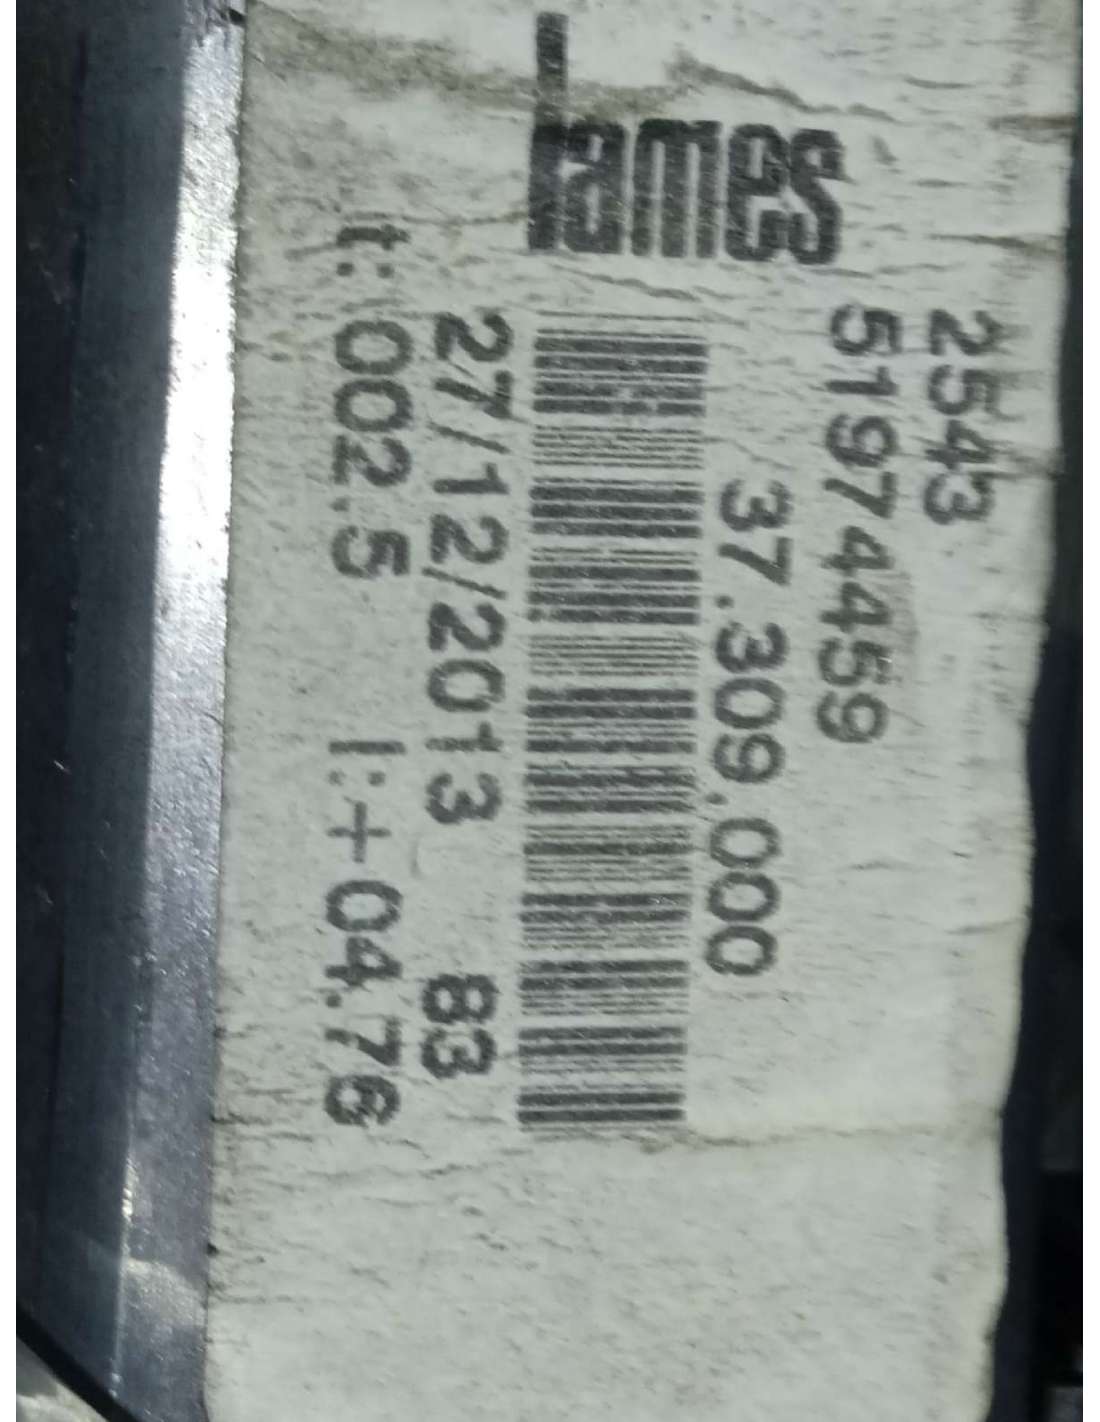 2543
51974459
37.309.000
lames
27/12/2013 83
t:002.5 l:+04.76